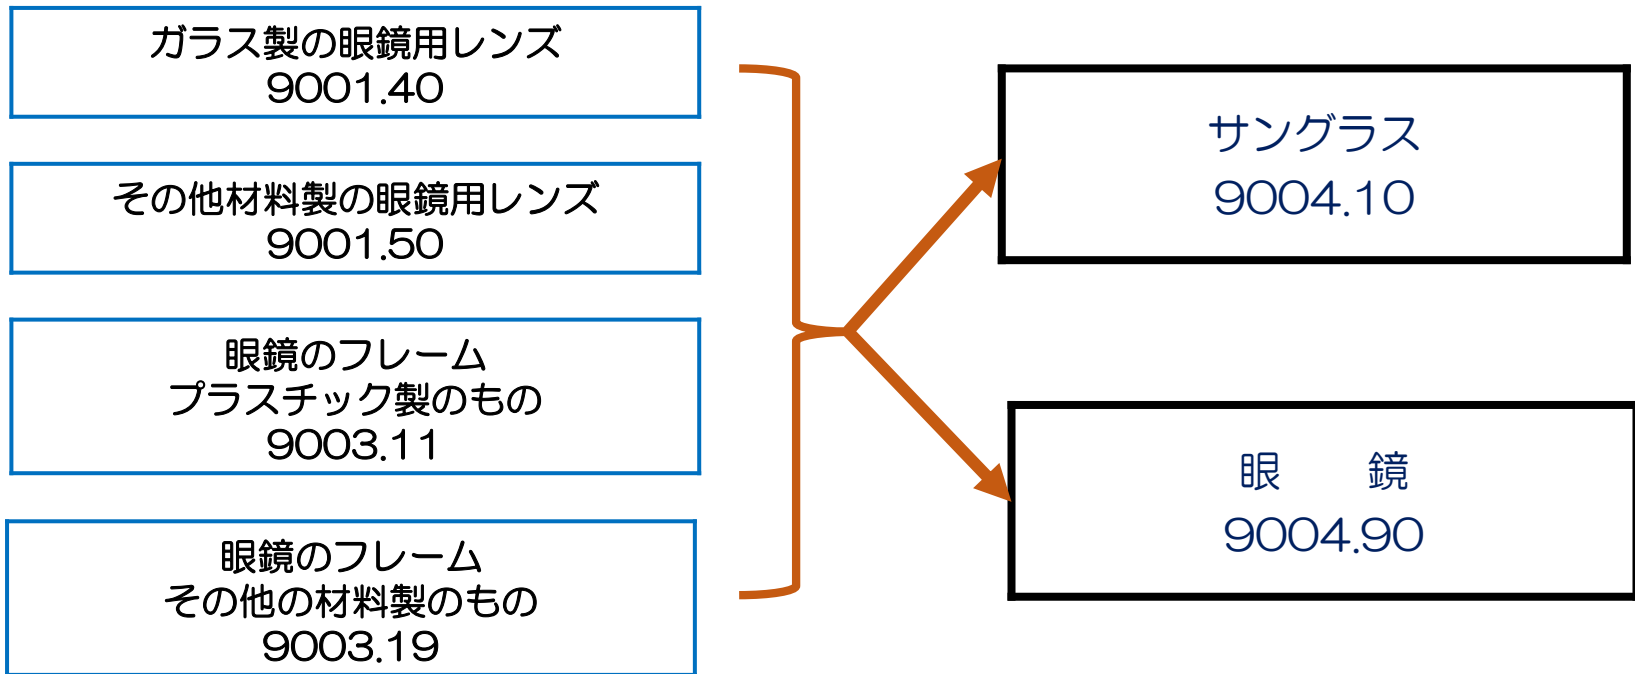 ガラス製の眼鏡用レンズ
9001.40
その他材料製の眼鏡用レンズ
9001.50
眼鏡のフレーム
プラスチック製のもの
9003.11
眼鏡のフレーム
その他の材料製のもの
9003.19
サングラス
9004.10
眼　　鏡
9004.90